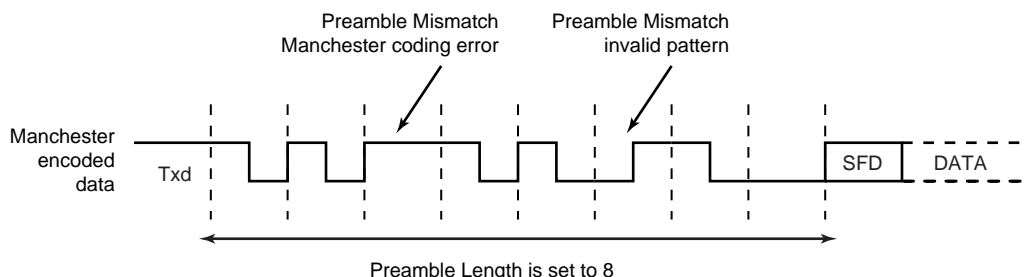 Preamble Mismatch
Manchester coding error
Preamble Mismatch
invalid pattern
Manchester
encoded
data
Txd
SFD
DATA
Preamble Length is set to 8